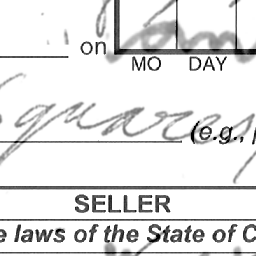 on
MO DAY
Squares
(e.g.,
SELLER
laws of the State of